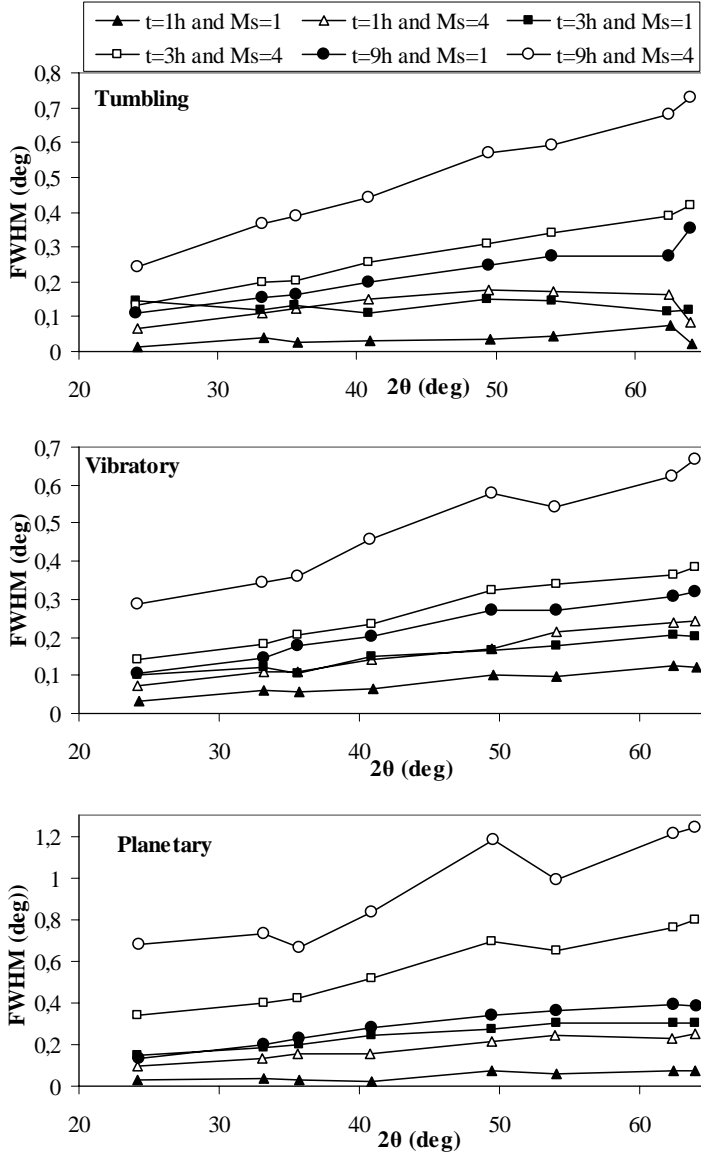 t=1h and Ms=1 t=1h and Ms=4 t=3h and Ms=1
t=3h and Ms=4 t=9h and Ms=1 t=9h and Ms=4
Tumbling
FWHM (deg)
0,8
0,7
0,6
0,5
0,4
0,3
0,2
0,1
0
20 30 40 50 60
2θ (deg)
Vibratory
FWHM (deg)
0,7
0,6
0,5
0,4
0,3
0,2
0,1
0
20 30 40 50 60
2θ (deg)
Planetary
FWHM (deg))
1,2
1
0,8
0,6
0,4
0,2
0
20 30 40 50 60
2θ (deg)